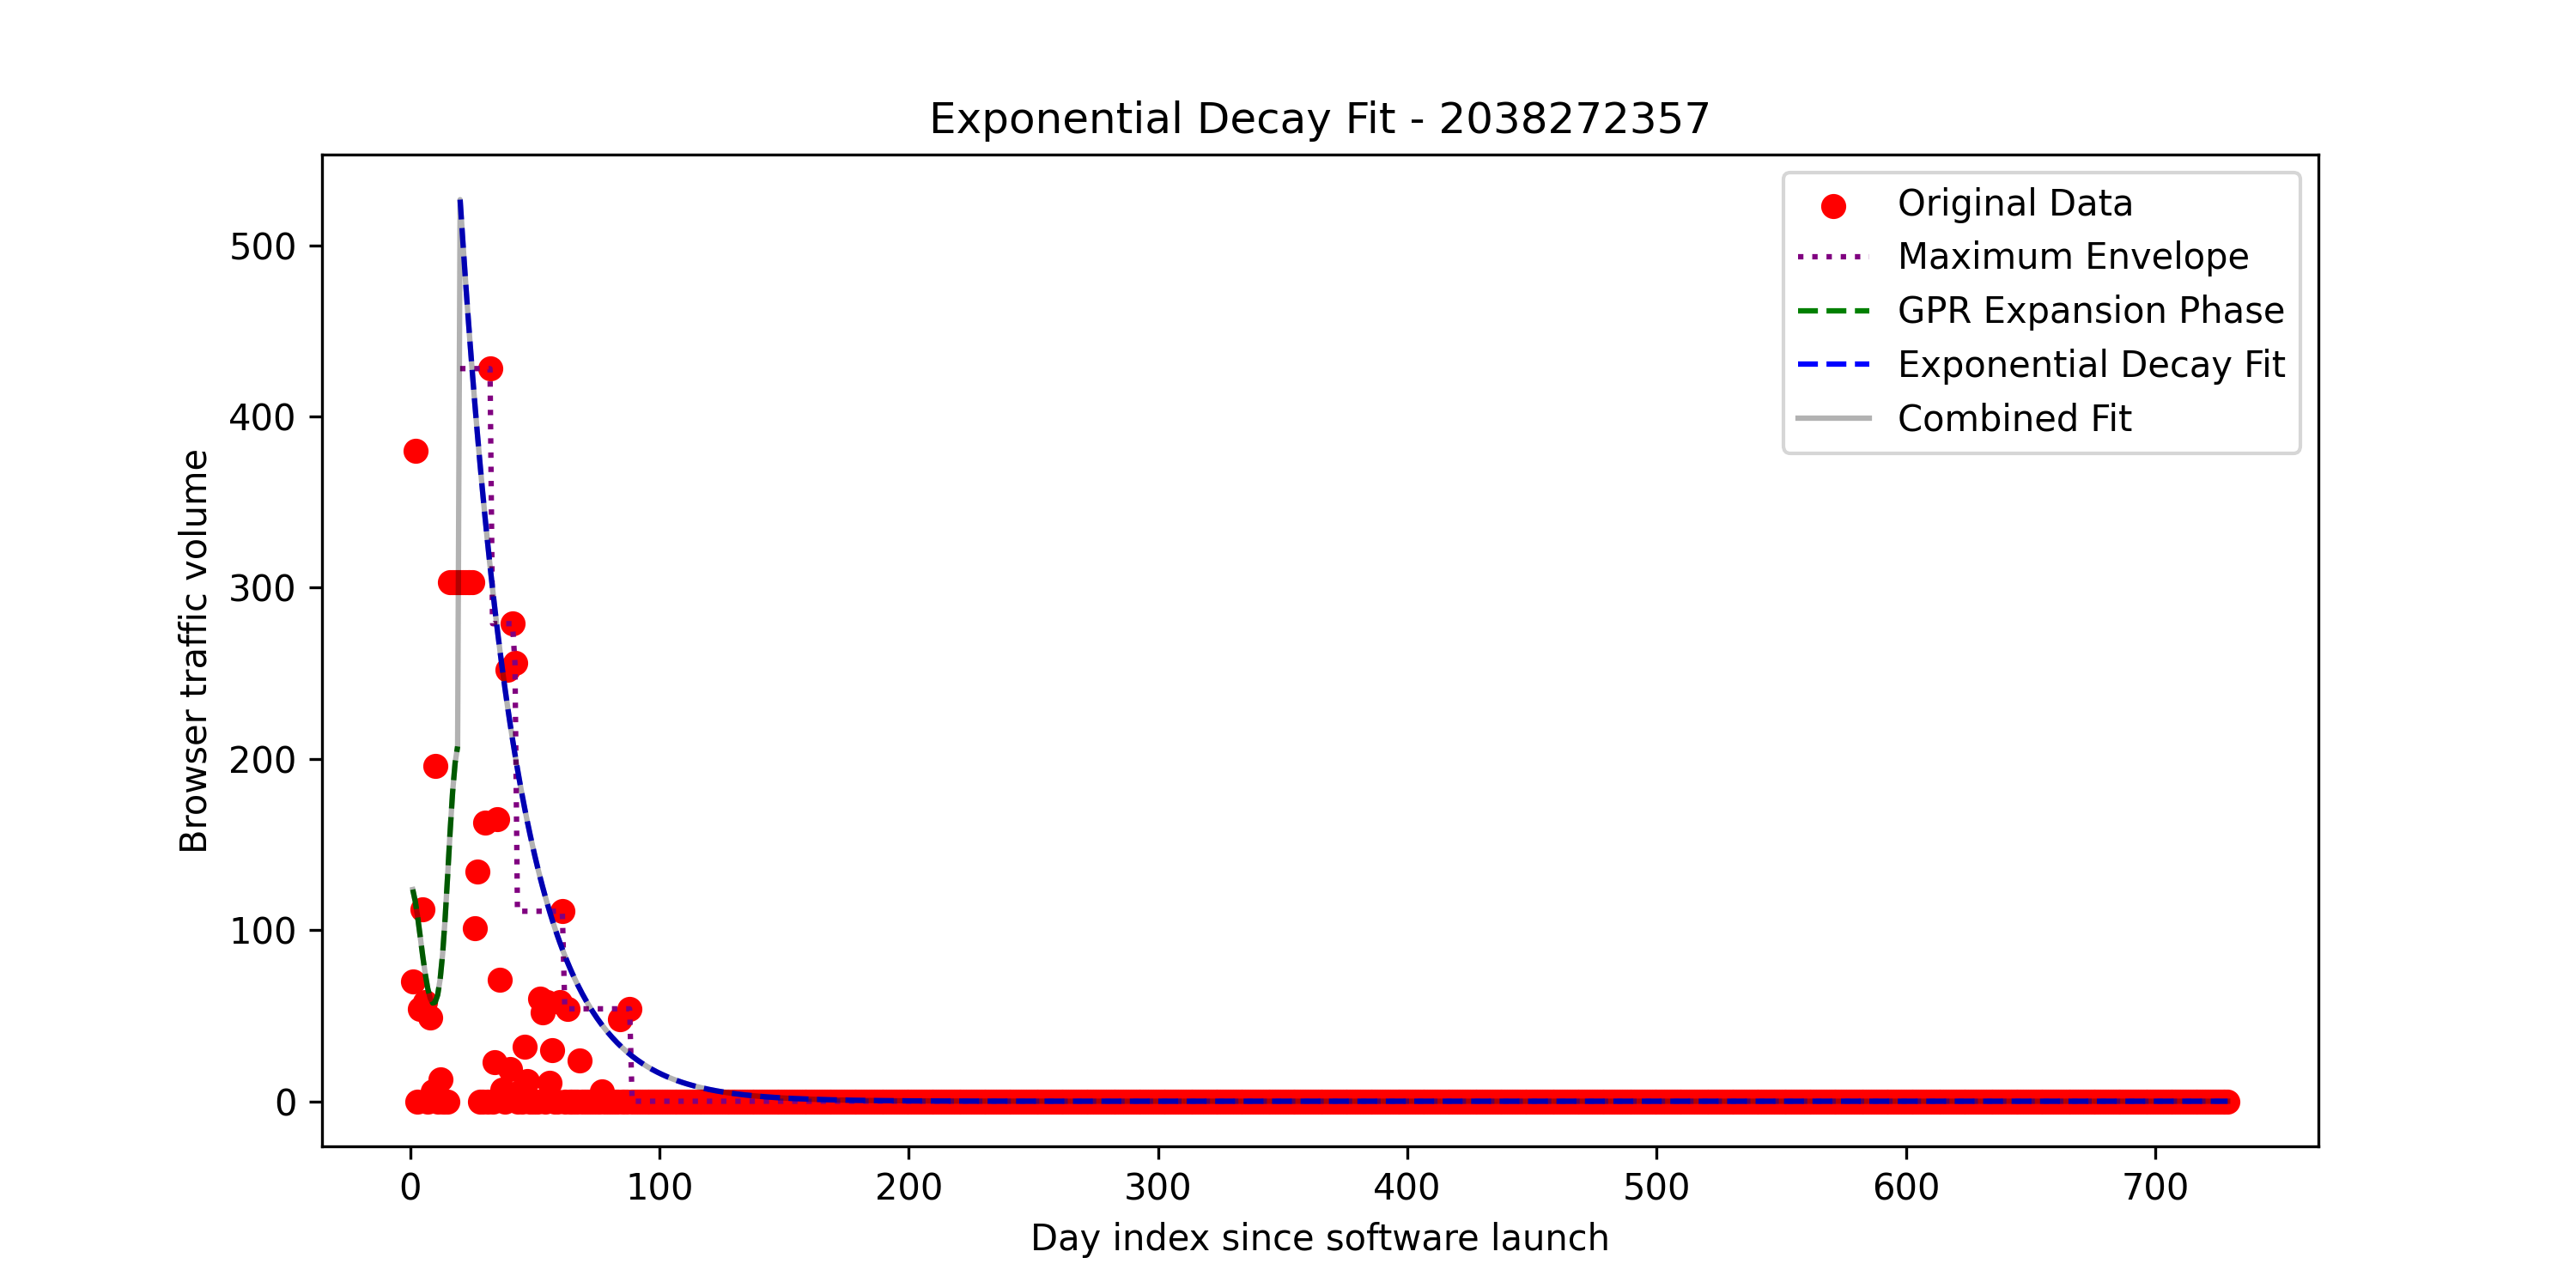 Exponential Decay Fit - 2038272357
Original Data
Maximum Envelope
GPR Expansion Phase
Exponential Decay Fit
Combined Fit
Browser traffic volume
500
400
300
200
100
0
0 100 200 300 400 500 600 700
Day index since software launch